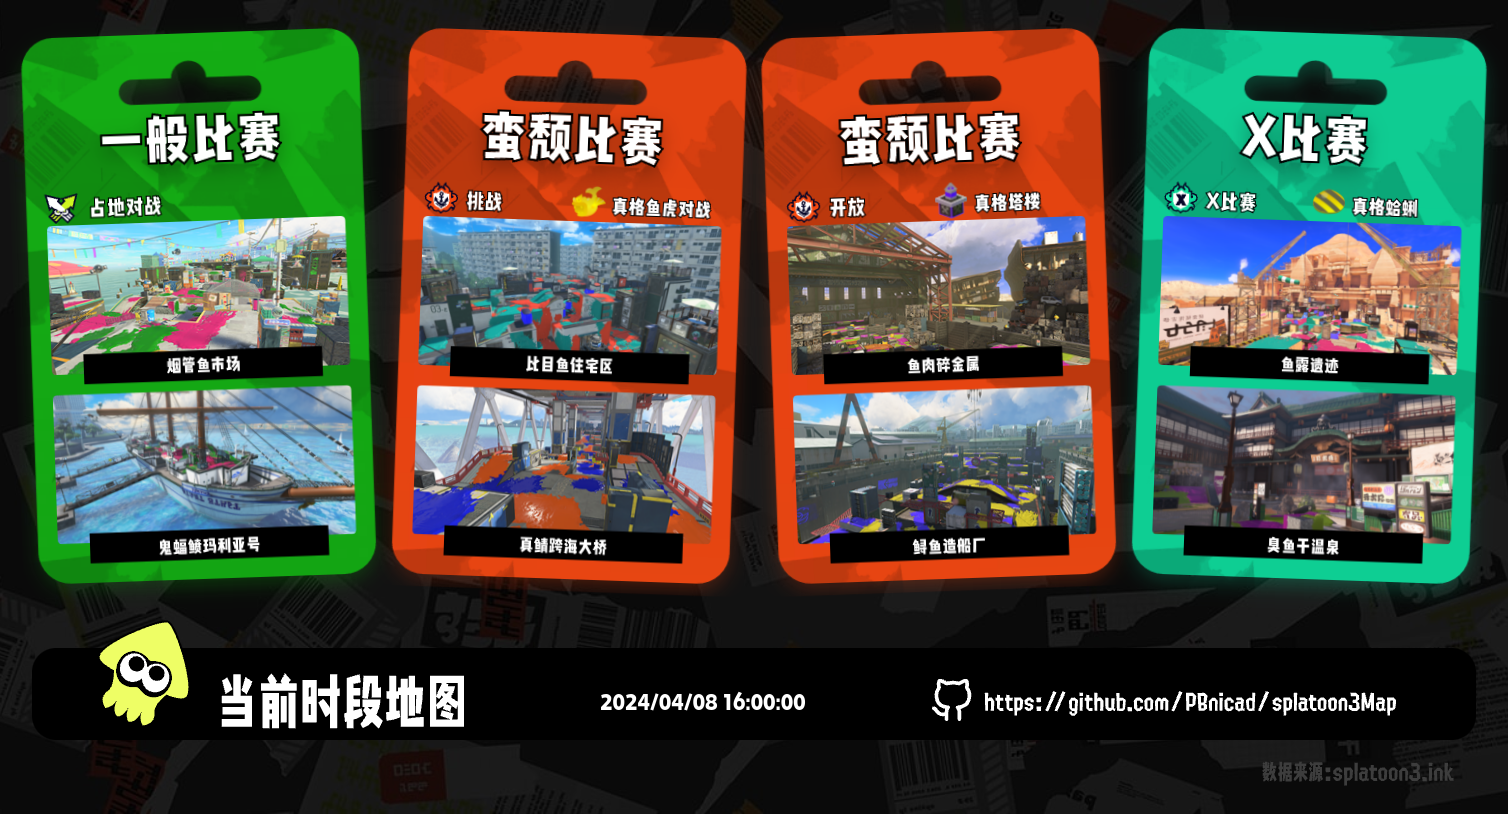 一般比赛
占地对战
烟管鱼市场
鬼蝠鲼玛利亚号
蛮颓比赛
挑战
真格鱼虎对战
比目鱼住宅区
真鲭跨海大桥
蛮颓比赛
开放
真格塔楼
鱼肉碎金属
鲟鱼造船厂
X比赛
X比赛
真格蛤蜊
鱼露遗迹
臭鱼干温泉
当前时段地图
2024/04/08 16:00:00
https://github.com/PBnicad/splatoon3Map
数据来源:splatoon3.ink